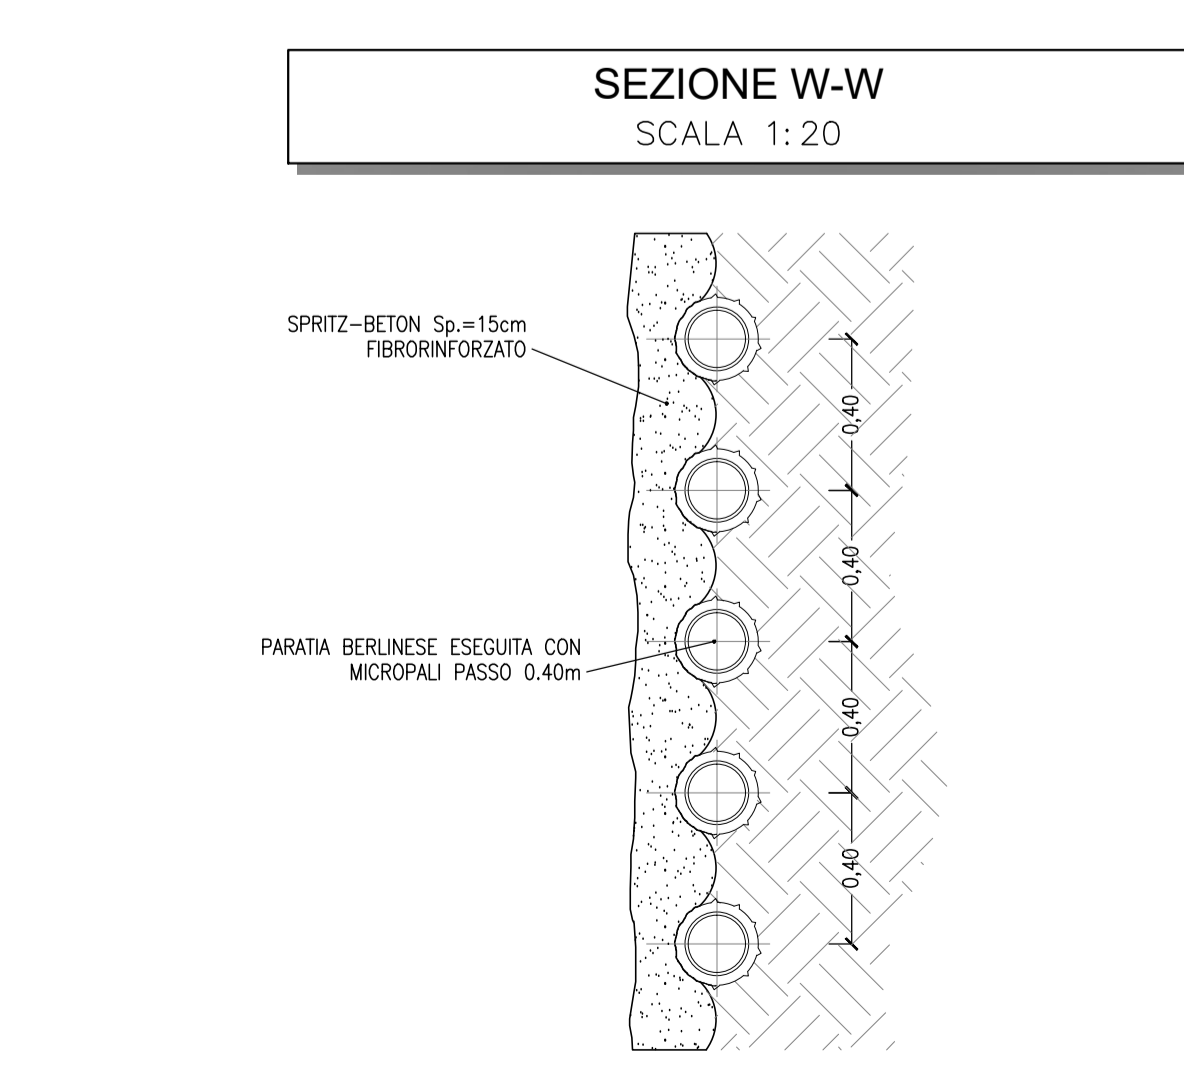 SEZIONE W-W
SCALA 1:20
SPRITZ-BETON Sp.=15cm
FIBRORINFORZATO
0,40
0,40
PARATIA BERLINESE ESEGUITA CON
MICROPALI PASSO 0.40m
0,40
0,40